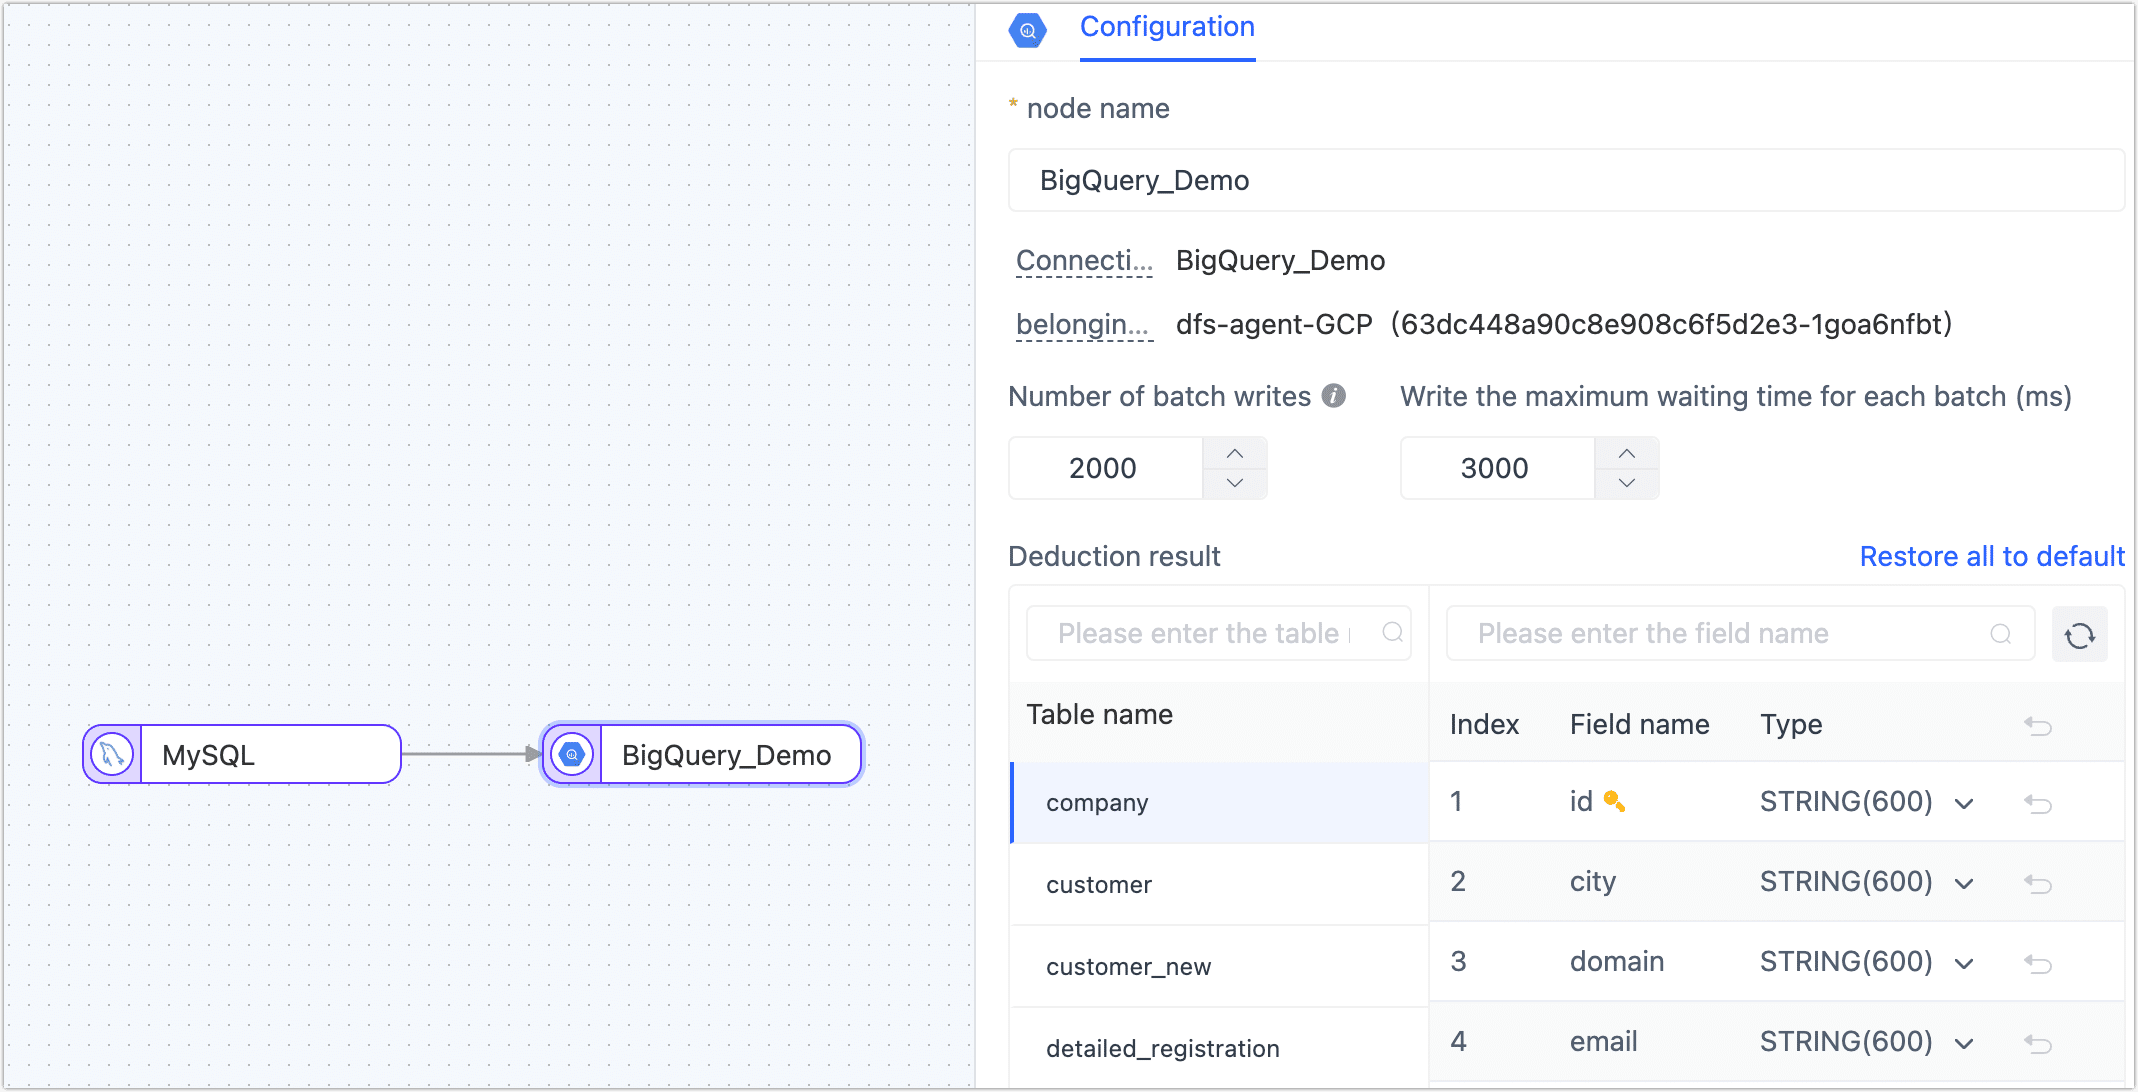 Configuration
* node name
BigQuery_Demo
Connecti... BigQuery_Demo
belongin... dfs-agent-GCP (63dc448a90c8e908c6f5d2e3-1goa6nfbt)
Number of batch writes Write the maximum waiting time for each batch (ms)
2000 3000
Deduction result Restore all to default
Please enter the table Please enter the field name
Table name
Index Field name Type
company
1 id STRING(600)
customer
2 city STRING(600)
customer_new
3 domain STRING(600)
detailed_registration
4 email STRING(600)
MySQL
BigQuery_Demo